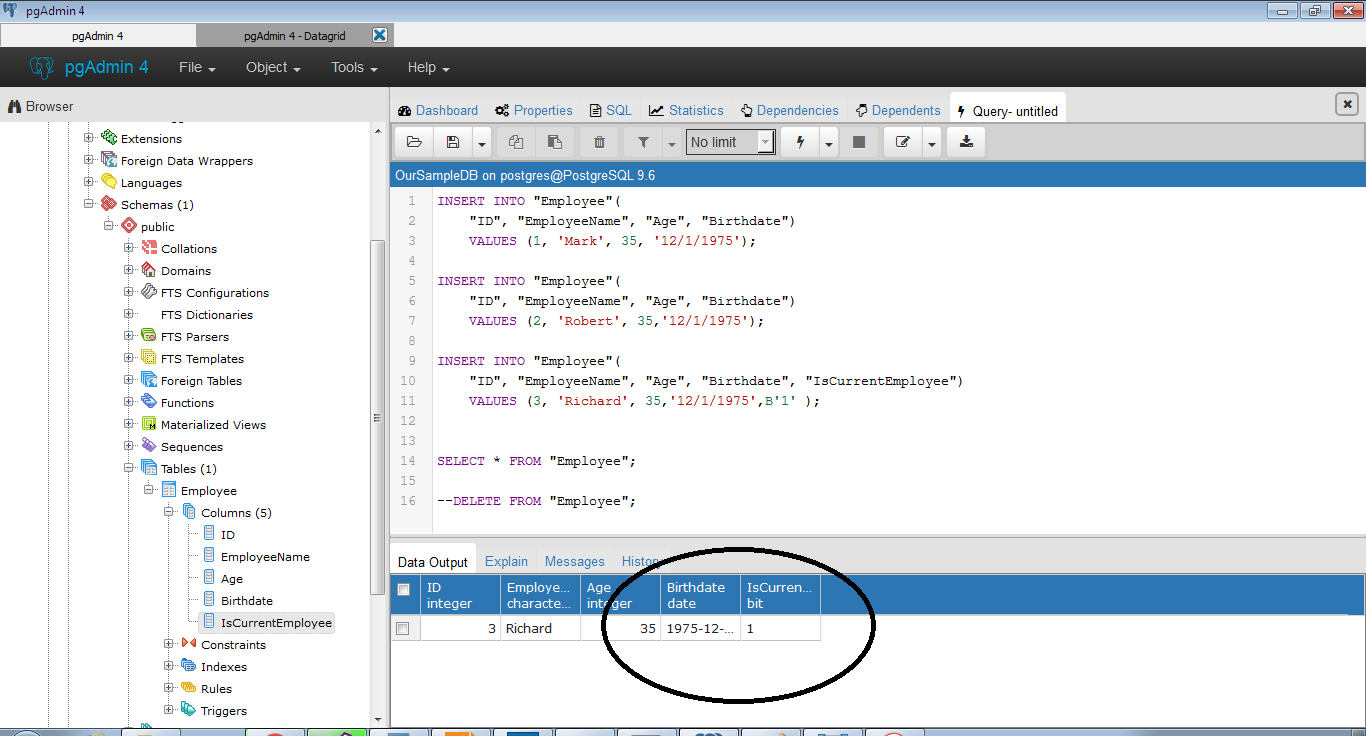 pgAdmin 4
pgAdmin 4
pgAdmin 4 - Datagrid
pgAdmin 4 File Object Tools Help
Browser
Extensions
Foreign Data Wrappers
Languages
Schemas (1)
public
Collations
Domains
FTS Configurations
FTS Dictionaries
FTS Parsers
FTS Templates
Foreign Tables
Functions
Materialized Views
Sequences
Tables (1)
Employee
Columns (5)
ID
EmployeeName
Age
Birthdate
IsCurrentEmployee
Constraints
Indexes
Rules
Triggers
Dashboard Properties SQL Statistics Dependencies Dependents Query- untitled
No limit
OurSampleDB on postgres@PostgreSQL 9.6
1 INSERT INTO "Employee"(
2 "ID", "EmployeeName", "Age", "Birthdate")
3 VALUES (1, 'Mark', 35, '12/1/1975');
4
5 INSERT INTO "Employee"(
6 "ID", "EmployeeName", "Age", "Birthdate")
7 VALUES (2, 'Robert', 35,'12/1/1975');
8
9 INSERT INTO "Employee"(
10 "ID", "EmployeeName", "Age", "Birthdate", "IsCurrentEmployee")
11 VALUES (3, 'Richard', 35,'12/1/1975',B'1' );
12
13
14 SELECT * FROM "Employee";
15
16 --DELETE FROM "Employee";
Data Output Explain Messages History
ID Employe... Age Birthdate IsCurren...
integer characte... integer date bit
3 Richard 35 1975-12-... 1